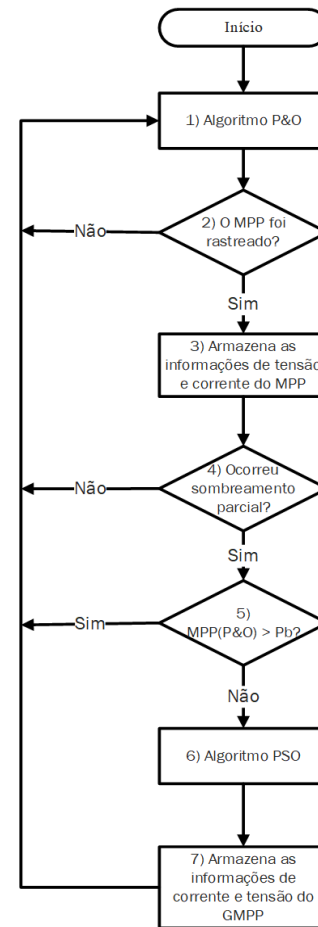 Início
1) Algoritmo P&O
2) O MPP foi
rastreado?
Não
Sim
3) Armazena as
informações de tensão
e corrente do MPP
4) Ocorreu
sombreamento
parcial?
Não
Sim
5)
MPP(P&O) > Pb?
Sim
Não
6) Algoritmo PSO
7) Armazena as
informações de
corrente e tensão do
GMPP